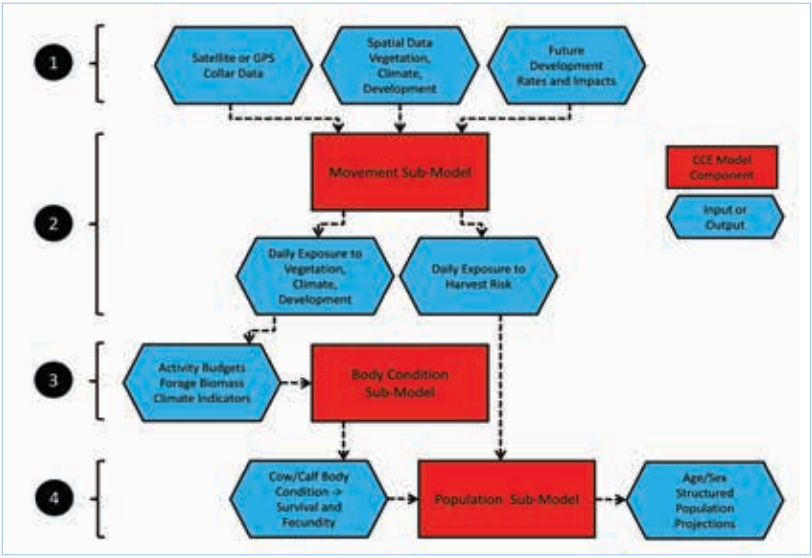 1
Satellite or GPS
Collar Data
Spatial Data
Vegetation,
Climate,
Development
Future
Development
Rates and Impacts
2
Movement Sub-Model
CCE Model
Component
Input or
Output
Daily Exposure to
Vegetation,
Climate,
Development
Daily Exposure to
Harvest Risk
3
Activity Budgets
Forage Biomass
Climate Indicators
Body Condition
Sub-Model
4
Cow/Calf Body
Condition ->
Survival and
Fecundity
Population Sub-Model
Age/Sex
Structured
Population
Projections